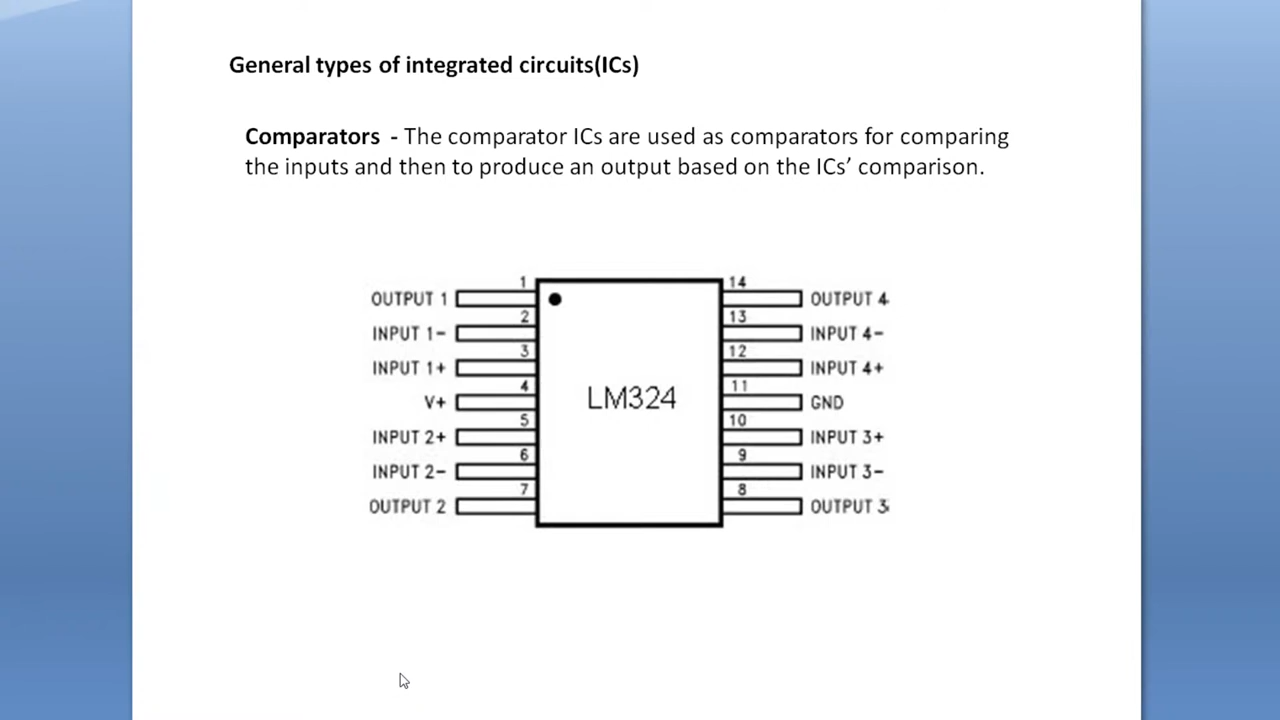 General types of integrated circuits(ICs)
Comparators - The comparator ICs are used as comparators for comparing
the inputs and then to produce an output based on the ICs’ comparison.
OUTPUT 1 1 14 OUTPUT 4
INPUT 1− 2 13 INPUT 4−
INPUT 1+ 3 12 INPUT 4+
V+ 4 11 GND
LM324
INPUT 2+ 5 10 INPUT 3+
INPUT 2− 6 9 INPUT 3−
OUTPUT 2 7 8 OUTPUT 3